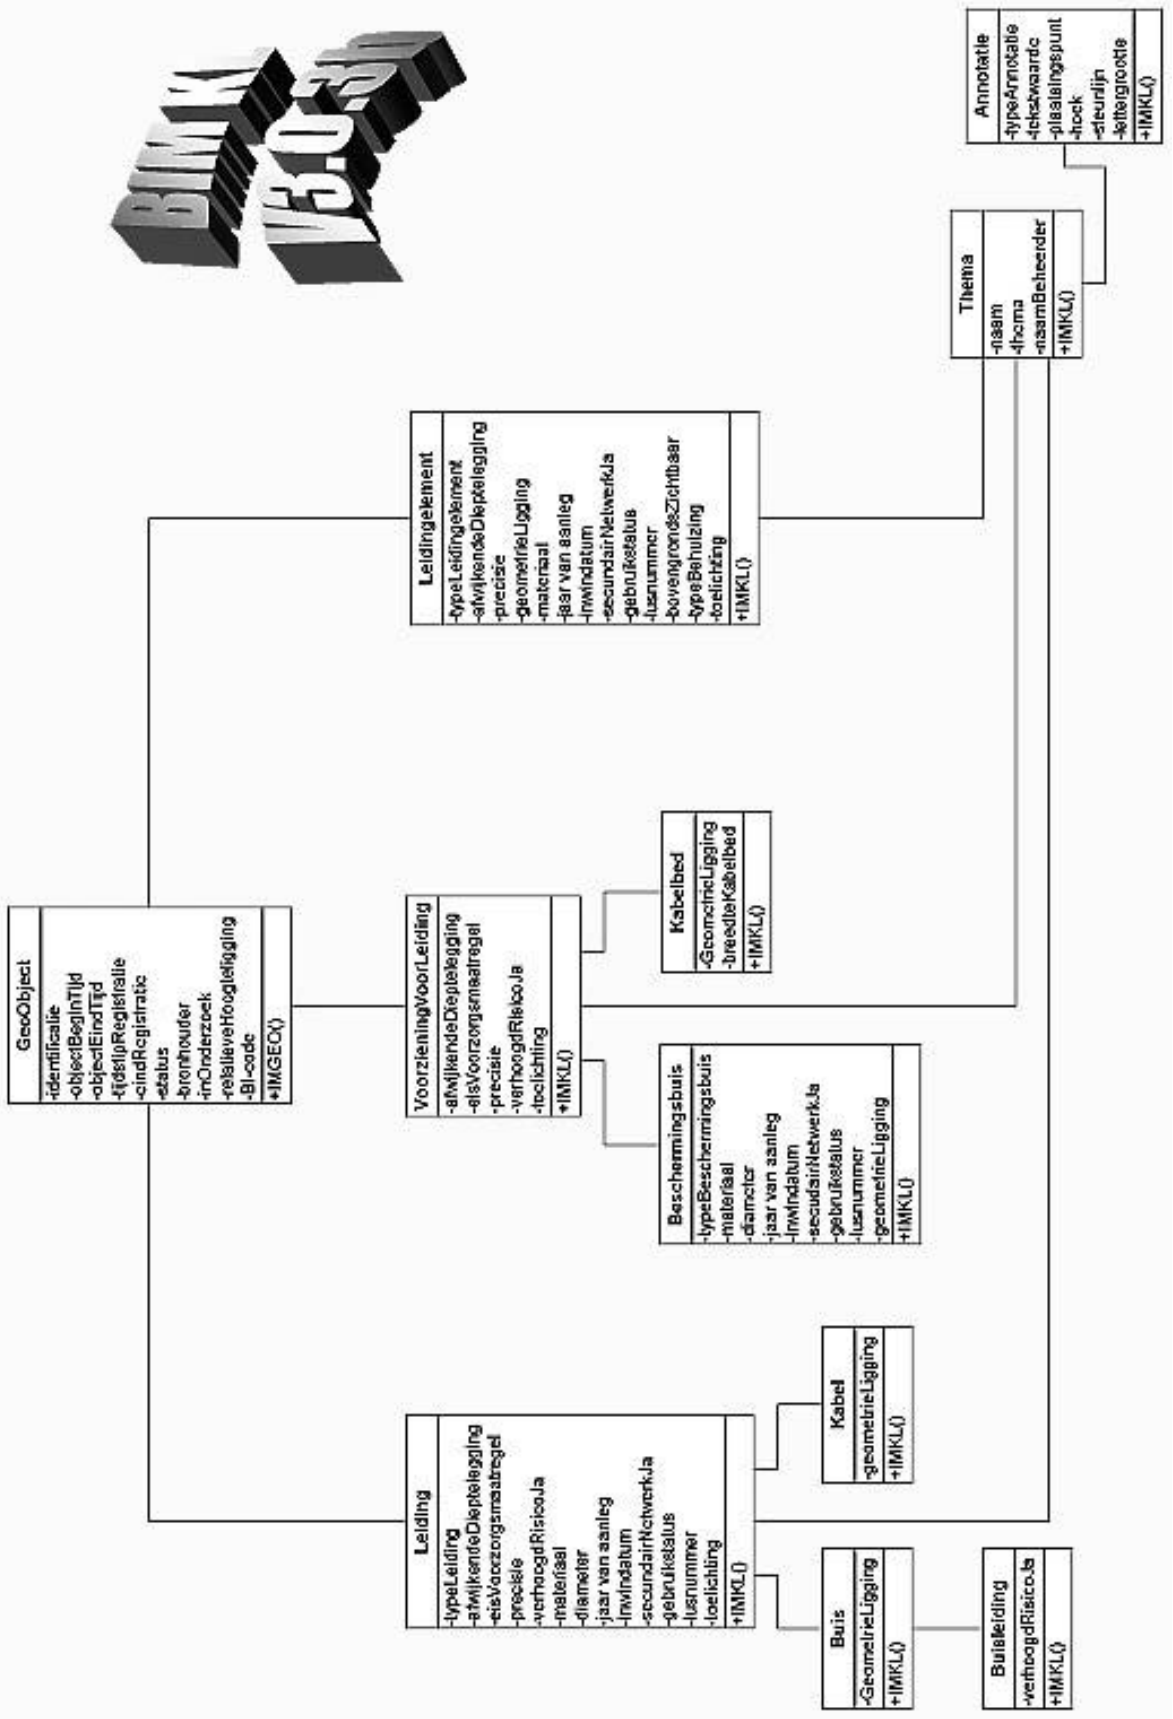 BIMKL
V3.0.3h
GeoObject
-identificatie
-objectBeginTijd
-objectEindTijd
-tijdstipRegistratie
-eindRegistratie
-status
-bronhouder
-inOnderzoek
-relatieveHoogteligging
-BI-code
+IMGEO()
Leiding
-typeLeiding
-afwijkendeDieptelegging
-eisVoorzorgsmaatregel
-precisie
-verhoogdRisicoJa
-materiaal
-diameter
-jaar van aanleg
-inwindatum
-secundairNetwerkJa
-gebruikstatus
-lusnummer
-toelichting
+IMKL()
VoorzieningVoorLeiding
-afwijkendeDieptelegging
-eisVoorzorgsmaatregel
-precisie
-verhoogdRisicoJa
-toelichting
+IMKL()
Leidingelement
-typeLeidingelement
-afwijkendeDieptelegging
-precisie
-geometrieLigging
-materiaal
-jaar van aanleg
-inwindatum
-secundairNetwerkJa
-gebruikstatus
-lusnummer
-bovengrondsZichtbaar
-typeBehuizing
-toelichting
+IMKL()
Beschermingsbuis
-typeBeschermingsbuis
-materiaal
-diameter
-jaar van aanleg
-inwindatum
-secudairNetwerkJa
-gebruikstatus
-lusnummer
-geometrieLigging
+IMKL()
Kabelbed
-GeometrieLigging
-breedteKabelbed
+IMKL()
Buis
-GeometrieLigging
+IMKL()
Kabel
-geometrieLigging
+IMKL()
Buisleiding
-verhoogdRisicoJa
+IMKL()
Thema
-naam
-thema
-naamBeheerder
+IMKL()
Annotatie
-typeAnnotatie
-tekstwaarde
-plaatsingspunt
-hoek
-steunlijn
-lettergrootte
+IMKL()